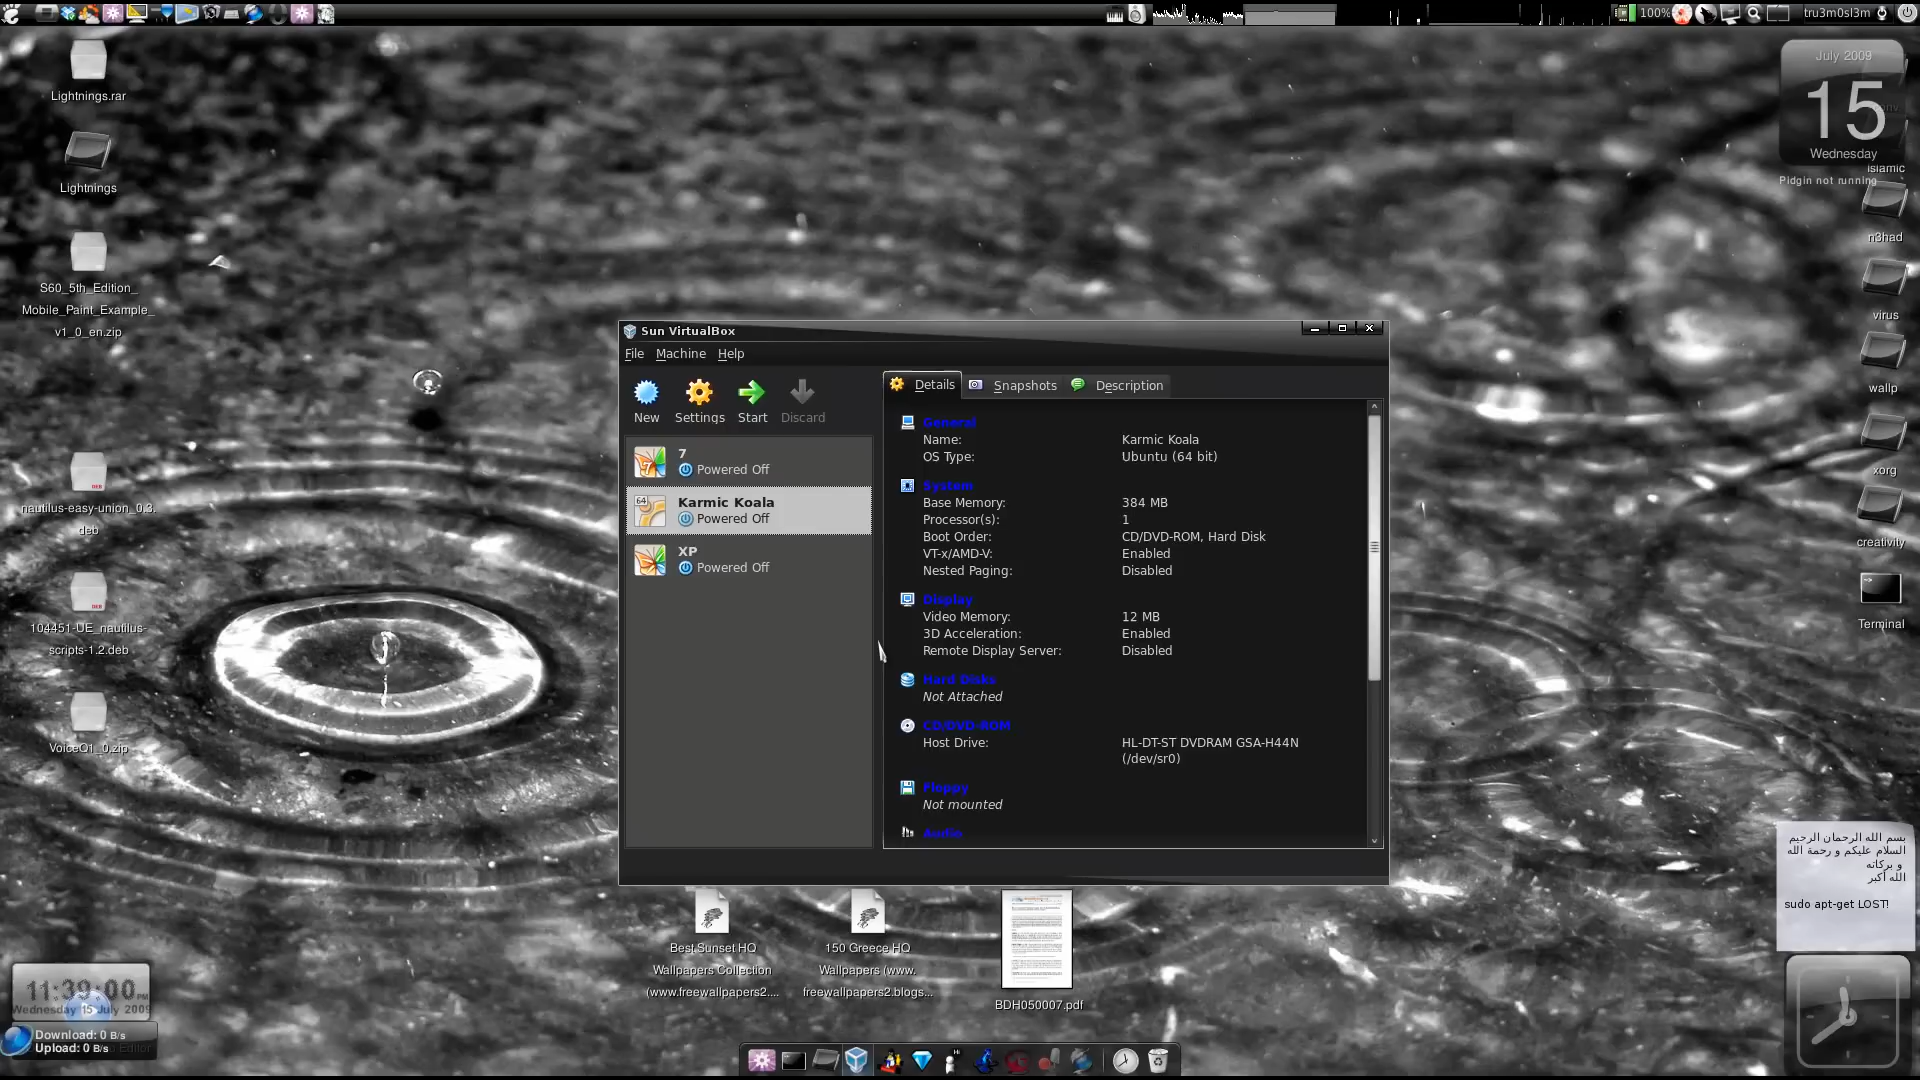 100%
tru3m0sl3m
Lightnings.rar
Lightnings
S60_5th_Edition_
Mobile_Paint_Example_
v1_0_en.zip
nautilus-easy-union_0.3.
deb
104451-UE_nautilus-
scripts-1.2.deb
VoiceO1_0.zip
11:39:00 PM
Wednesday 15 July 2009
Download: 0 B/s
Upload: 0 B/s
Sun VirtualBox
File Machine Help
New Settings Start Discard
7
Powered Off
64
Karmic Koala
Powered Off
XP
Powered Off
Details Snapshots Description
General
Name: Karmic Koala
OS Type: Ubuntu (64 bit)
System
Base Memory: 384 MB
Processor(s): 1
Boot Order: CD/DVD-ROM, Hard Disk
VT-x/AMD-V: Enabled
Nested Paging: Disabled
Display
Video Memory: 12 MB
3D Acceleration: Enabled
Remote Display Server: Disabled
Hard Disks
Not Attached
CD/DVD-ROM
Host Drive: HL-DT-ST DVDRAM GSA-H44N
(/dev/sr0)
Floppy
Not mounted
Audio
Best Sunset HQ
Wallpapers Collection
(www.freewallpapers2....
150 Greece HQ
Wallpapers (www.
freewallpapers2.blogs...
BDH050007.pdf
July 2009
15
Wednesday
Pidgin not running
islamic
n3had
virus
wallp
xorg
creativity
Terminal
بسم الله الرحمان الرحيم
السلام عليكم و رحمة الله
و بركاته
الله أكبر
sudo apt-get LOST!